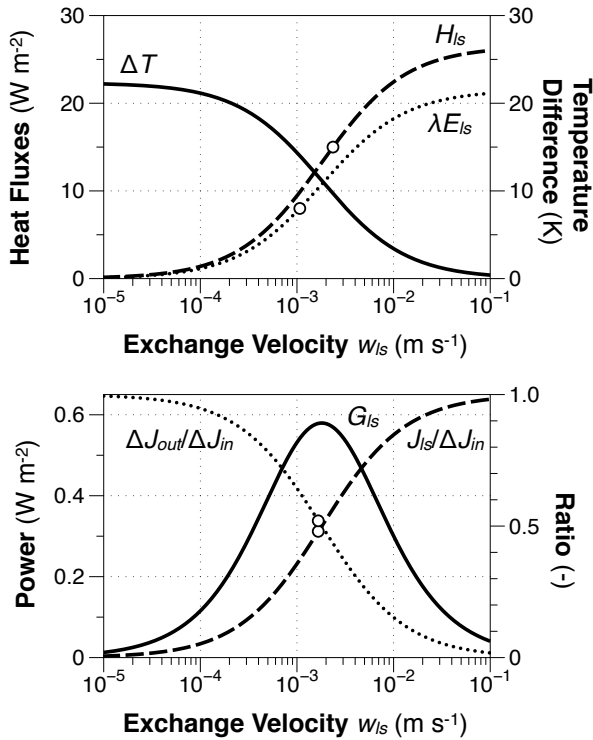 30
20
10
0
Heat Fluxes (W m⁻²)
ΔT
H_ls
λE_ls
30
20
10
0
Temperature
Difference (K)
10⁻⁵ 10⁻⁴ 10⁻³ 10⁻² 10⁻¹
Exchange Velocity w_ls (m s⁻¹)
0.6
0.4
0.2
0
Power (W m⁻²)
ΔJ_out/ΔJ_in
G_ls
J_ls/ΔJ_in
1.0
0.5
0
Ratio (-)
10⁻⁵ 10⁻⁴ 10⁻³ 10⁻² 10⁻¹
Exchange Velocity w_ls (m s⁻¹)